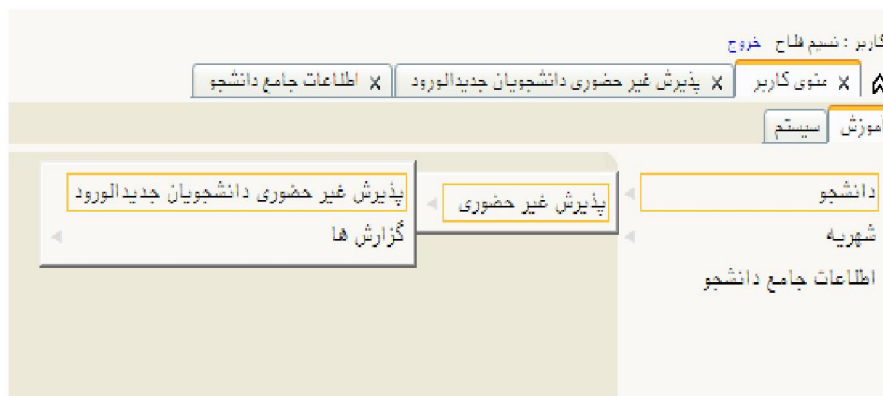 کاربر : نسیم فلاح خروج
منوی کاربر X پذیرش غیر حضوری دانشجویان جدیدالورود X اطلاعات جامع دانشجو X
آموزش سیستم
دانشجو
پذیرش غیر حضوری
پذیرش غیر حضوری دانشجویان جدیدالورود
شهریه
گزارش ها
اطلاعات جامع دانشجو